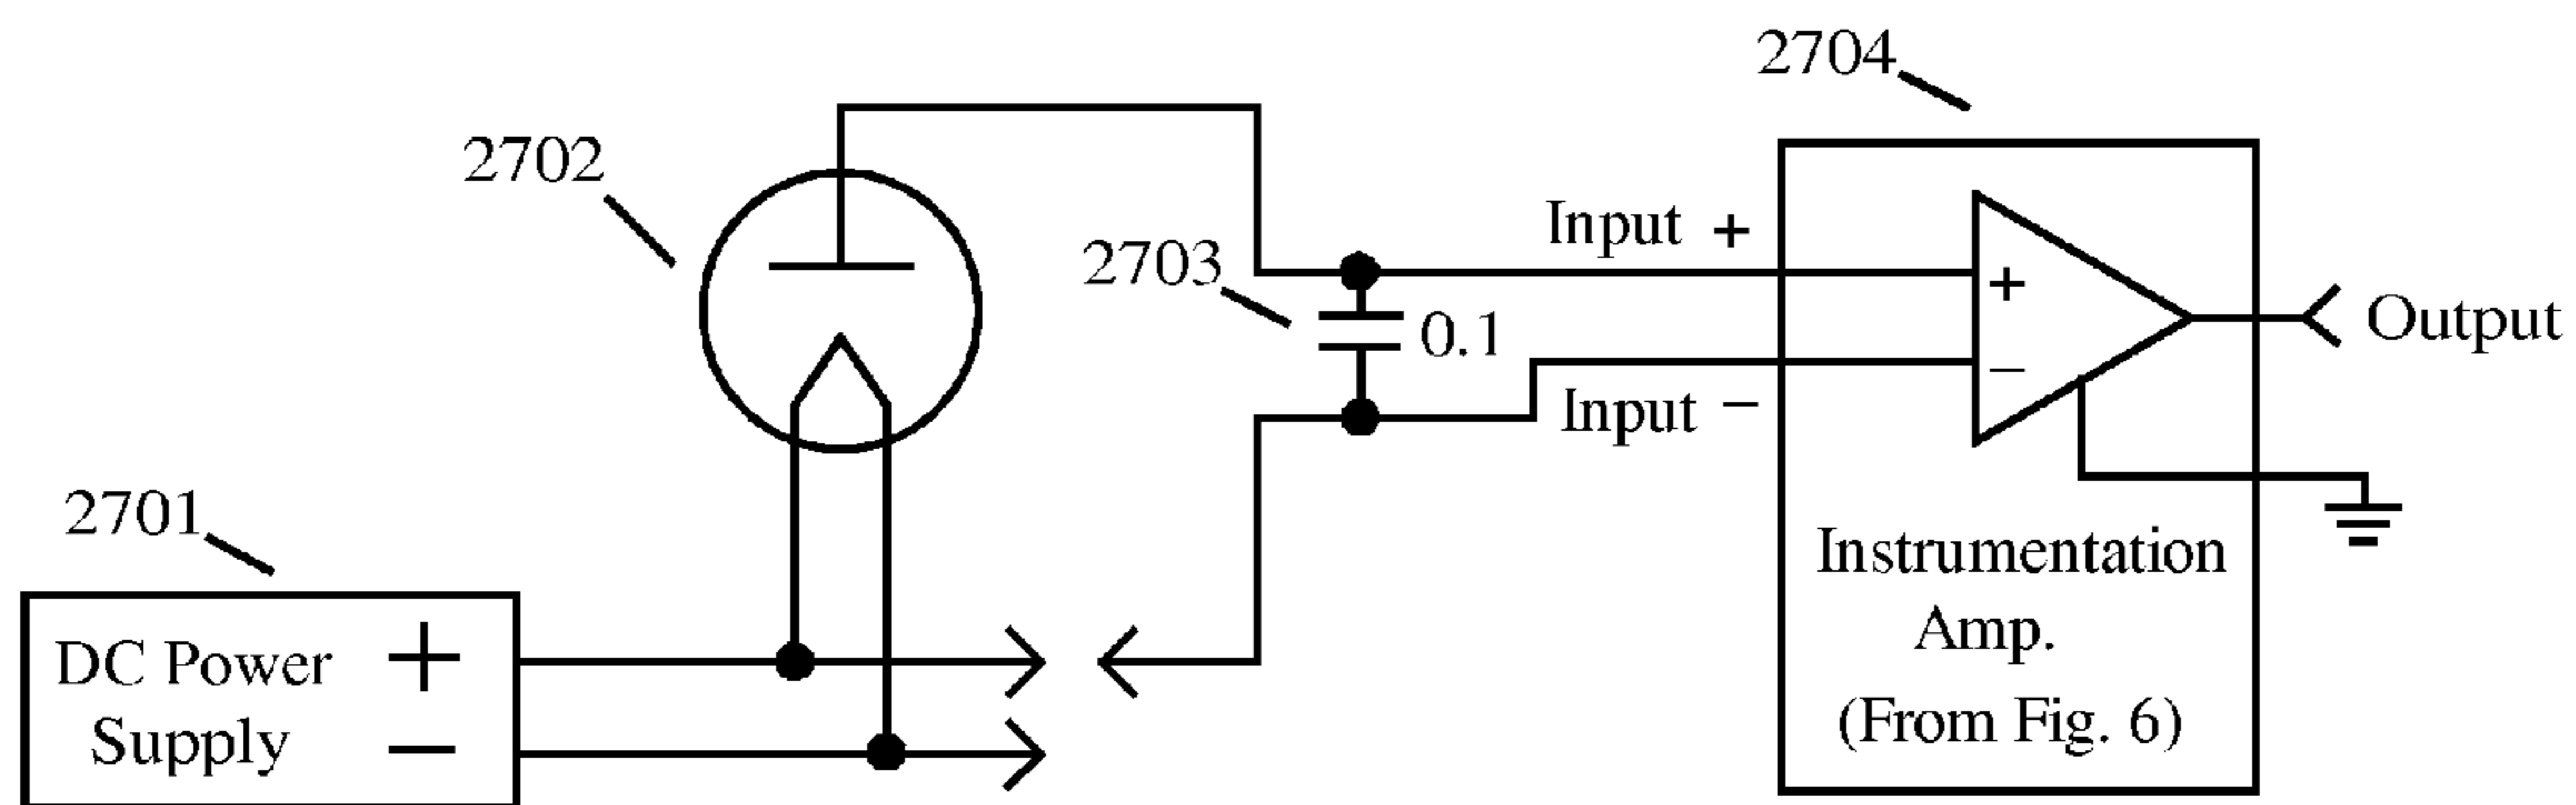 2704
2702
Input +
2703
+
0.1
Output
−
Input −
2701
Instrumentation
Amp.
(From Fig. 6)
DC Power +
Supply −